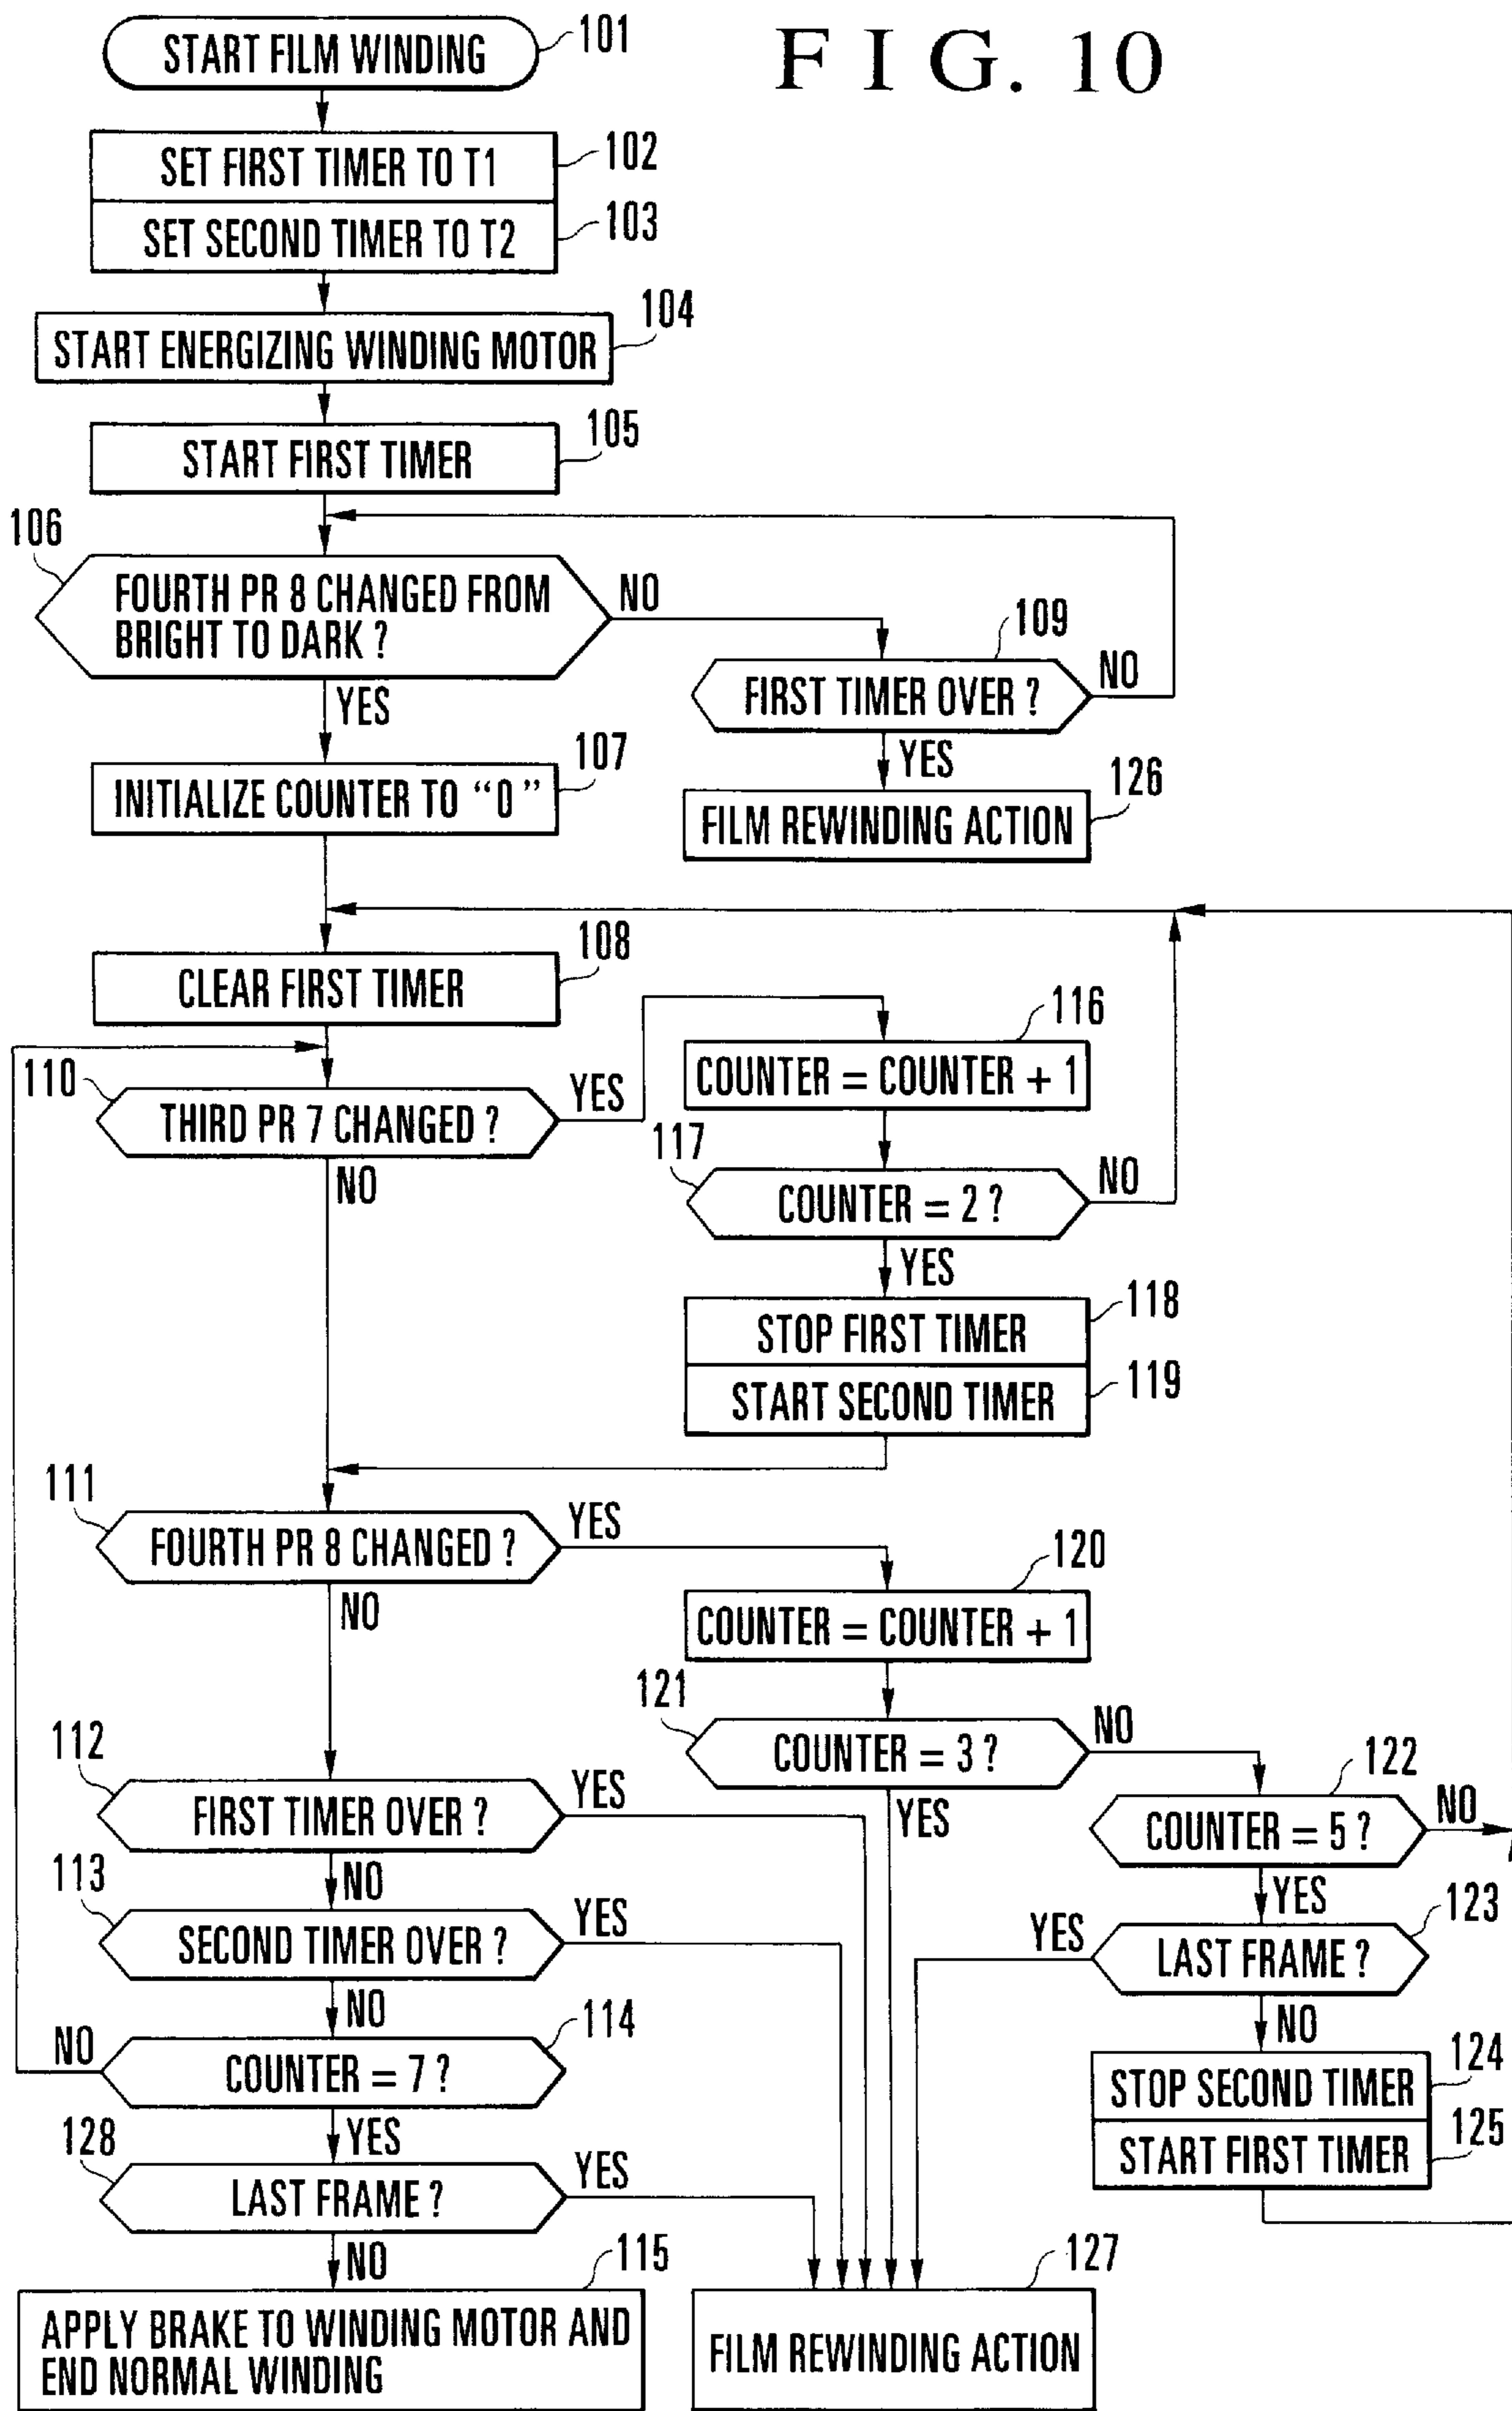 FIG. 10
START FILM WINDING
101
SET FIRST TIMER TO T1
102
SET SECOND TIMER TO T2
103
START ENERGIZING WINDING MOTOR
104
START FIRST TIMER
105
106
FOURTH PR 8 CHANGED FROM
BRIGHT TO DARK ?
NO
YES
109
FIRST TIMER OVER ?
NO
YES
107
INITIALIZE COUNTER TO “0”
126
FILM REWINDING ACTION
108
CLEAR FIRST TIMER
110
THIRD PR 7 CHANGED ?
YES
NO
116
COUNTER = COUNTER + 1
117
COUNTER = 2 ?
NO
YES
STOP FIRST TIMER
118
START SECOND TIMER
119
111
FOURTH PR 8 CHANGED ?
YES
NO
120
COUNTER = COUNTER + 1
121
COUNTER = 3 ?
NO
YES
122
COUNTER = 5 ?
NO
YES
112
FIRST TIMER OVER ?
YES
NO
113
SECOND TIMER OVER ?
YES
NO
123
LAST FRAME ?
YES
NO
114
COUNTER = 7 ?
NO
YES
STOP SECOND TIMER
124
START FIRST TIMER
125
128
LAST FRAME ?
YES
NO
115
APPLY BRAKE TO WINDING MOTOR AND
END NORMAL WINDING
127
FILM REWINDING ACTION